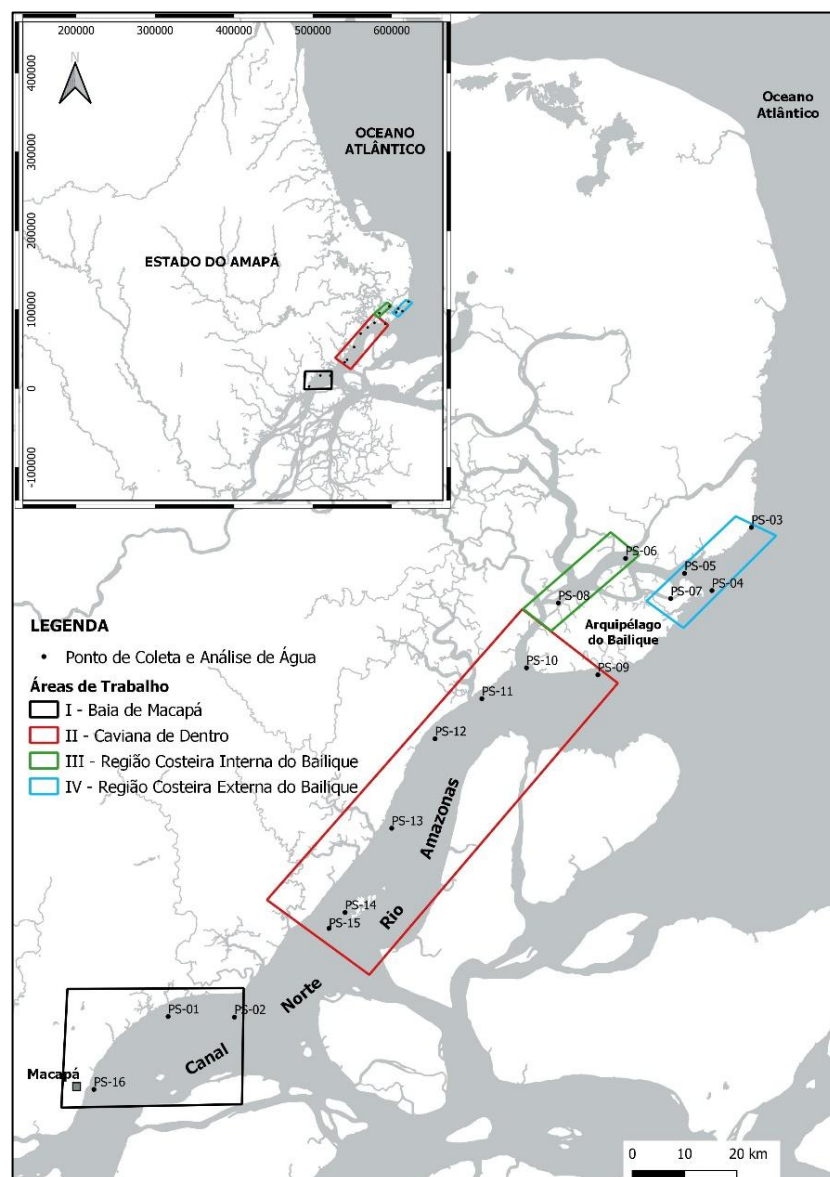 200000 300000 400000 500000 600000
400000
300000
200000
100000
0
-100000
N
OCEANO
ATLÂNTICO
ESTADO DO AMAPÁ
Oceano
Atlântico
PS-03
PS-06
PS-05
PS-04
PS-07
PS-08
Arquipélago
do Bailique
PS-10
PS-09
PS-11
PS-12
PS-13
PS-14
PS-15
Amazonas
Rio
Norte
Canal
PS-01
PS-02
PS-16
Macapá
LEGENDA
Ponto de Coleta e Análise de Água
Áreas de Trabalho
I - Baia de Macapá
II - Caviana de Dentro
III - Região Costeira Interna do Bailique
IV - Região Costeira Externa do Bailique
0 10 20 km